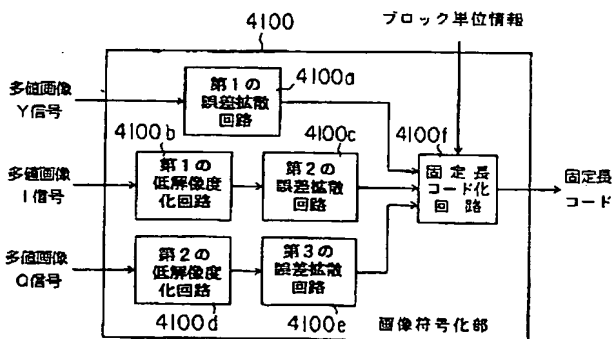 4100
ブロック単位情報
多値画像
Y信号
第1の
誤差拡散
回路
4100a
4100b
4100c
4100f
多値画像
I信号
第1の
低解像度
化回路
第2の
誤差拡散
回路
固定長
コード化
回路
固定長
コード
多値画像
Q信号
第2の
低解像度
化回路
第3の
誤差拡散
回路
4100d
4100e
画像符号化部